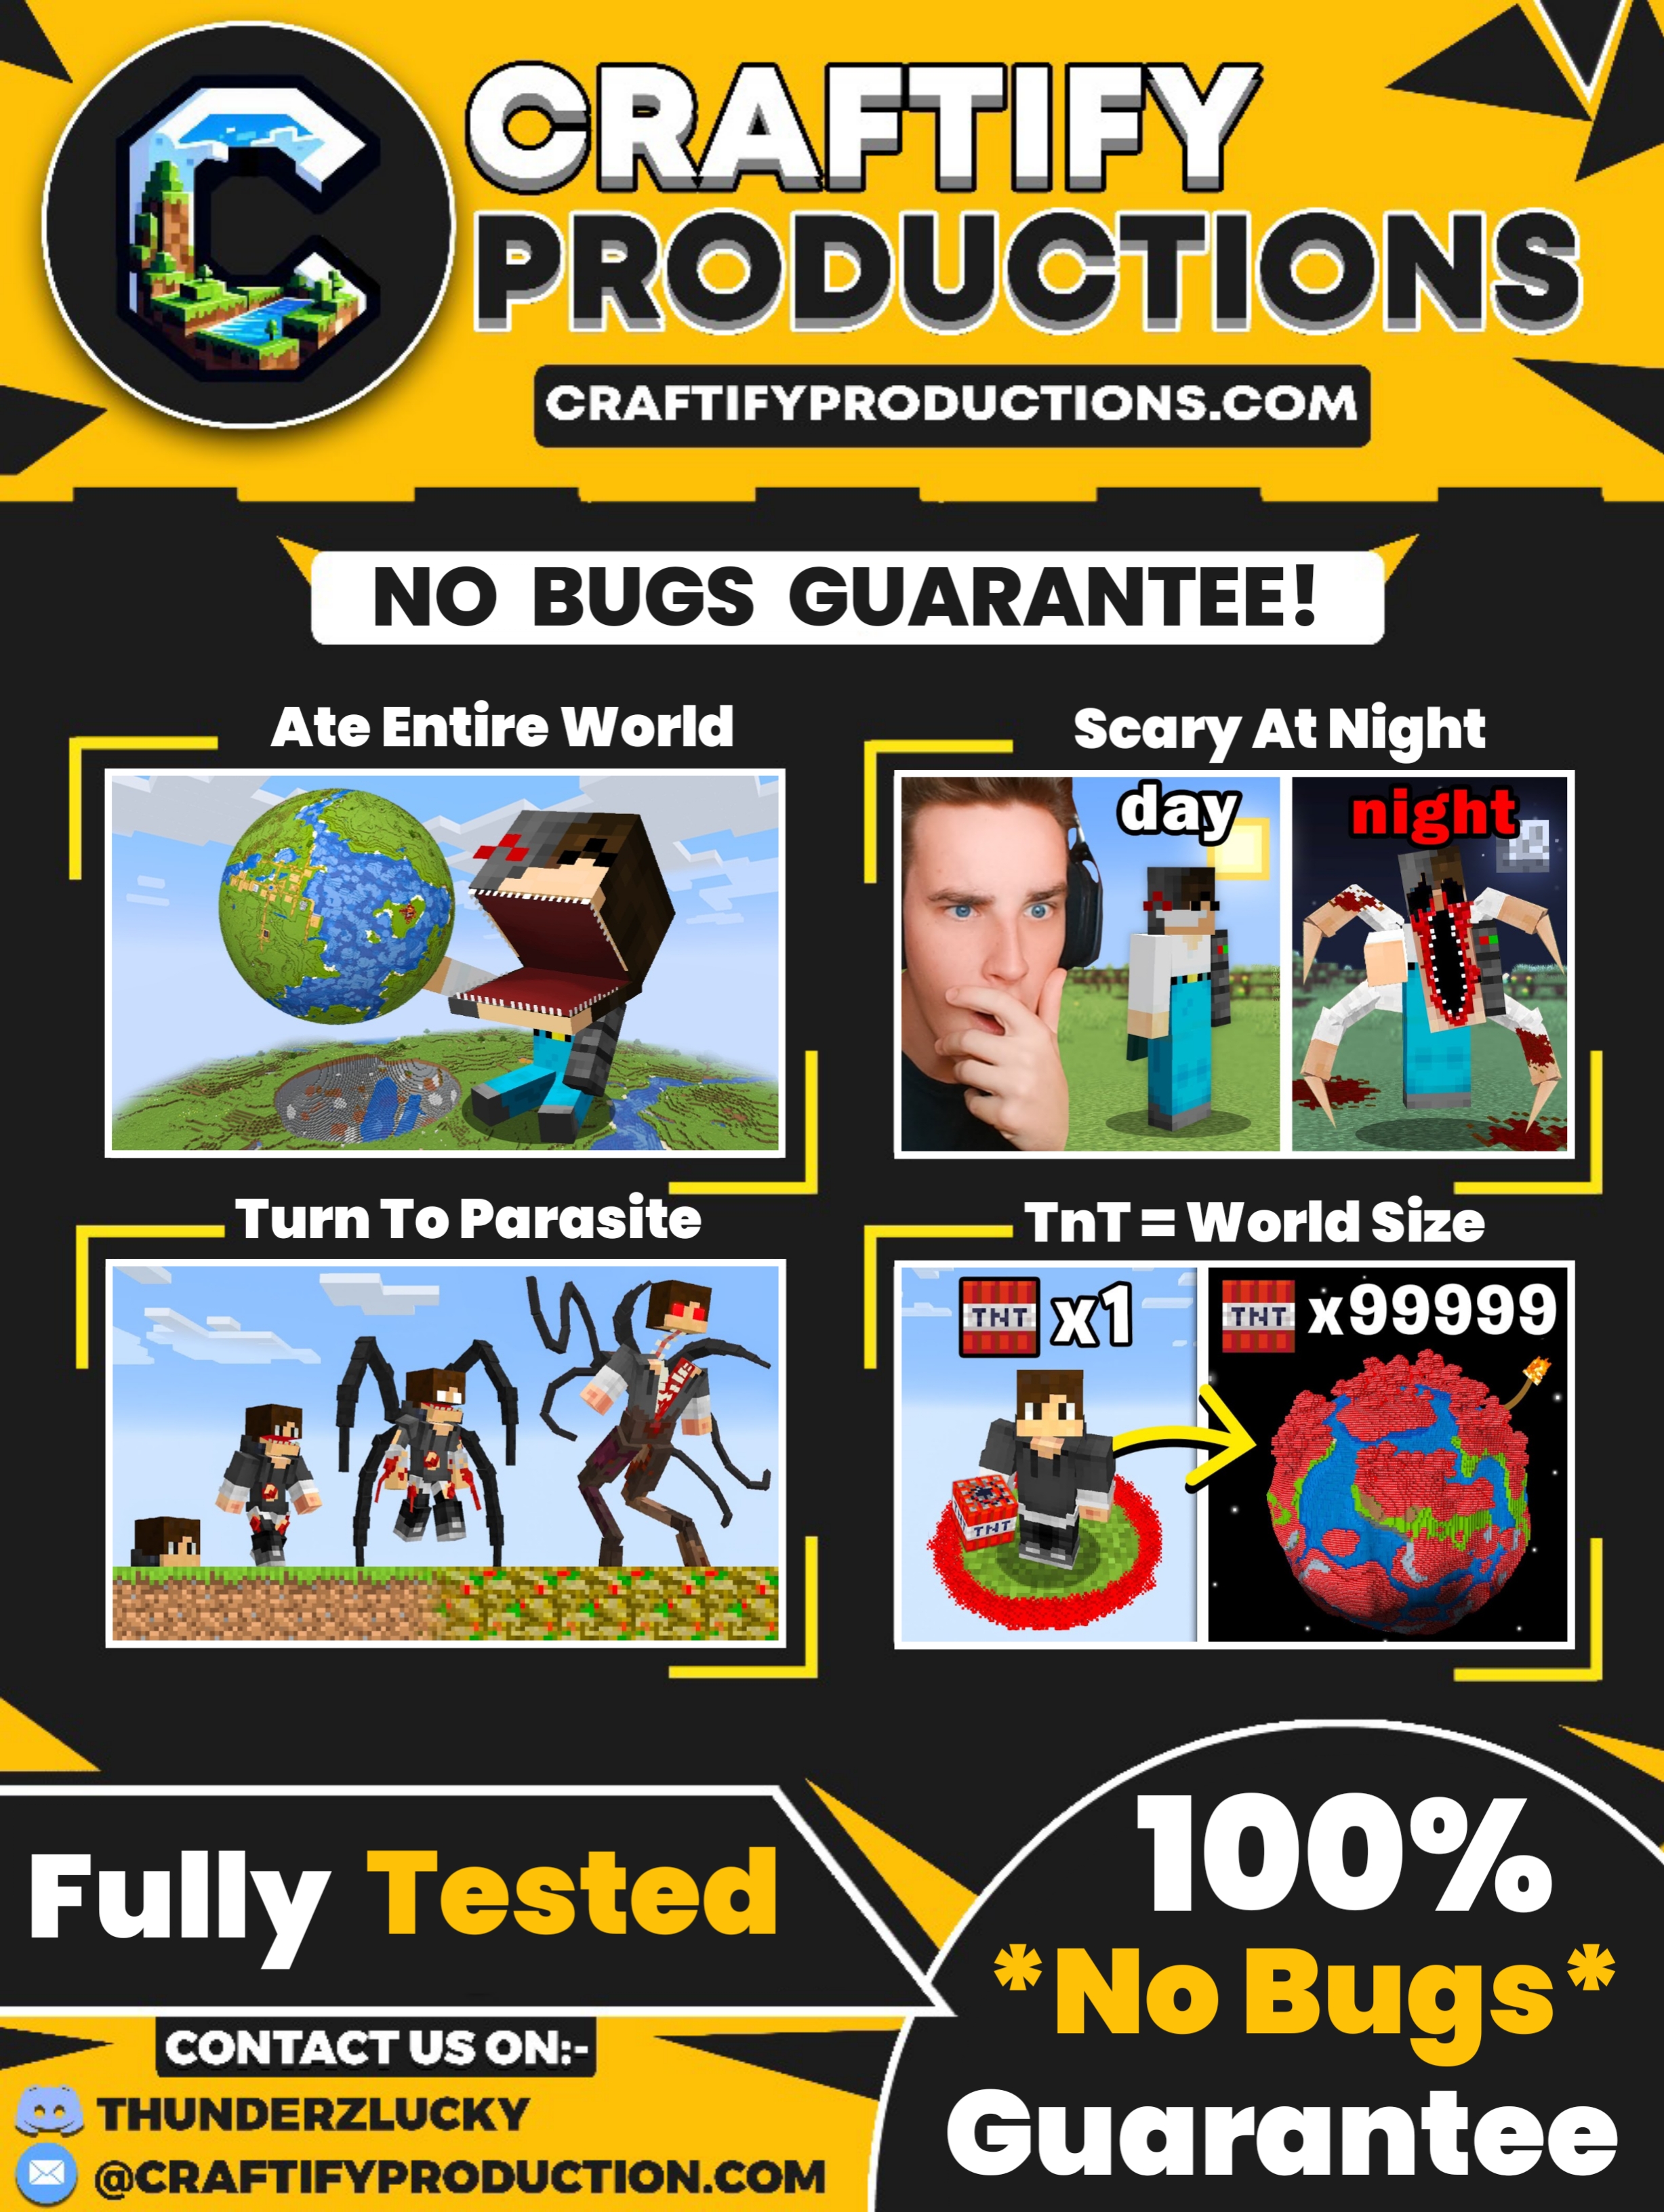 CRAFTIFY
PRODUCTIONS
CRAFTIFYPRODUCTIONS.COM
NO BUGS GUARANTEE!
Ate Entire World
Scary At Night
day
night
Turn To Parasite
TnT = World Size
TNT x1
TNT x99999
TNT
Fully Tested
100%
*No Bugs*
Guarantee
CONTACT US ON:-
THUNDERZLUCKY
@CRAFTIFYPRODUCTION.COM